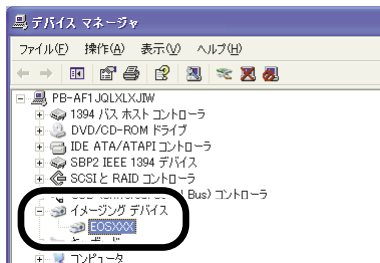 デバイス マネージャ
ファイル(F) 操作(A) 表示(V) ヘルプ(H)
PB-AF1JQLXLXJIW
1394 バス ホスト コントローラ
DVD/CD-ROM ドライブ
IDE ATA/ATAPI コントローラ
SBP2 IEEE 1394 デバイス
SCSI と RAID コントローラ
Bus) コントローラ
イメージング デバイス
EOSXXX
コンピュータ